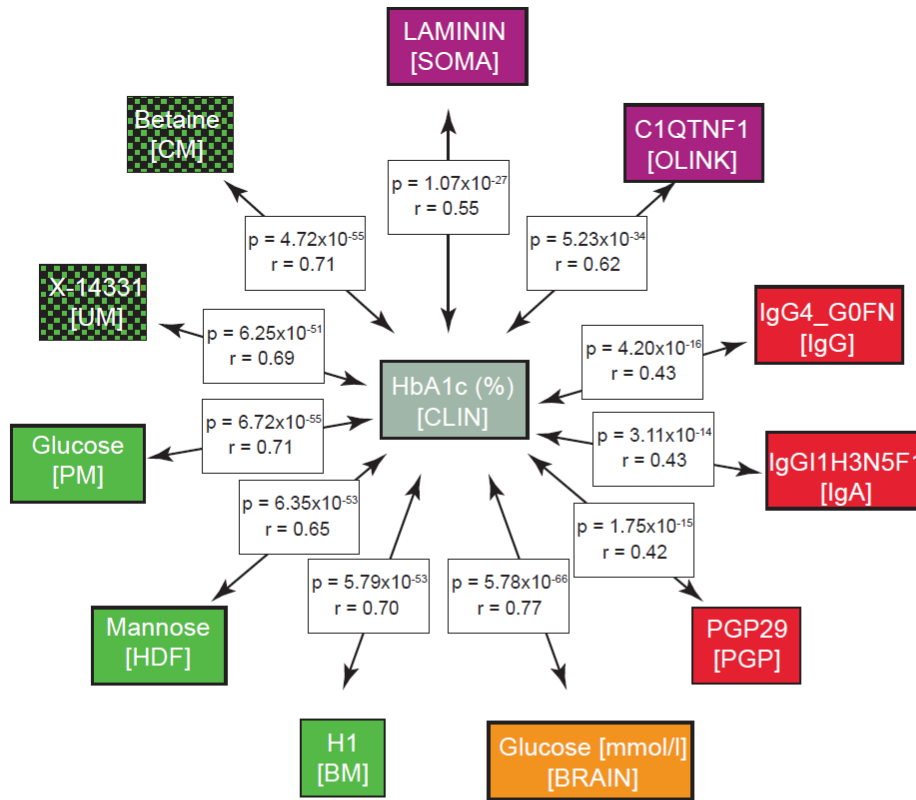 LAMININ
[SOMA]
Betaine
[CM]
C1QTNF1
[OLINK]
p = 1.07x10⁻²⁷
r = 0.55
p = 4.72x10⁻⁵⁵
r = 0.71
p = 5.23x10⁻³⁴
r = 0.62
X-14331
[UM]
p = 6.25x10⁻⁵¹
r = 0.69
IgG4_G0FN
[IgG]
p = 4.20x10⁻¹⁶
r = 0.43
HbA1c (%)
[CLIN]
Glucose
[PM]
p = 6.72x10⁻⁵⁵
r = 0.71
p = 3.11x10⁻¹⁴
r = 0.43
IgGI1H3N5F1
[IgA]
p = 6.35x10⁻⁵³
r = 0.65
p = 1.75x10⁻¹⁵
r = 0.42
p = 5.79x10⁻⁵³
r = 0.70
p = 5.78x10⁻⁶⁶
r = 0.77
Mannose
[HDF]
PGP29
[PGP]
H1
[BM]
Glucose [mmol/l]
[BRAIN]